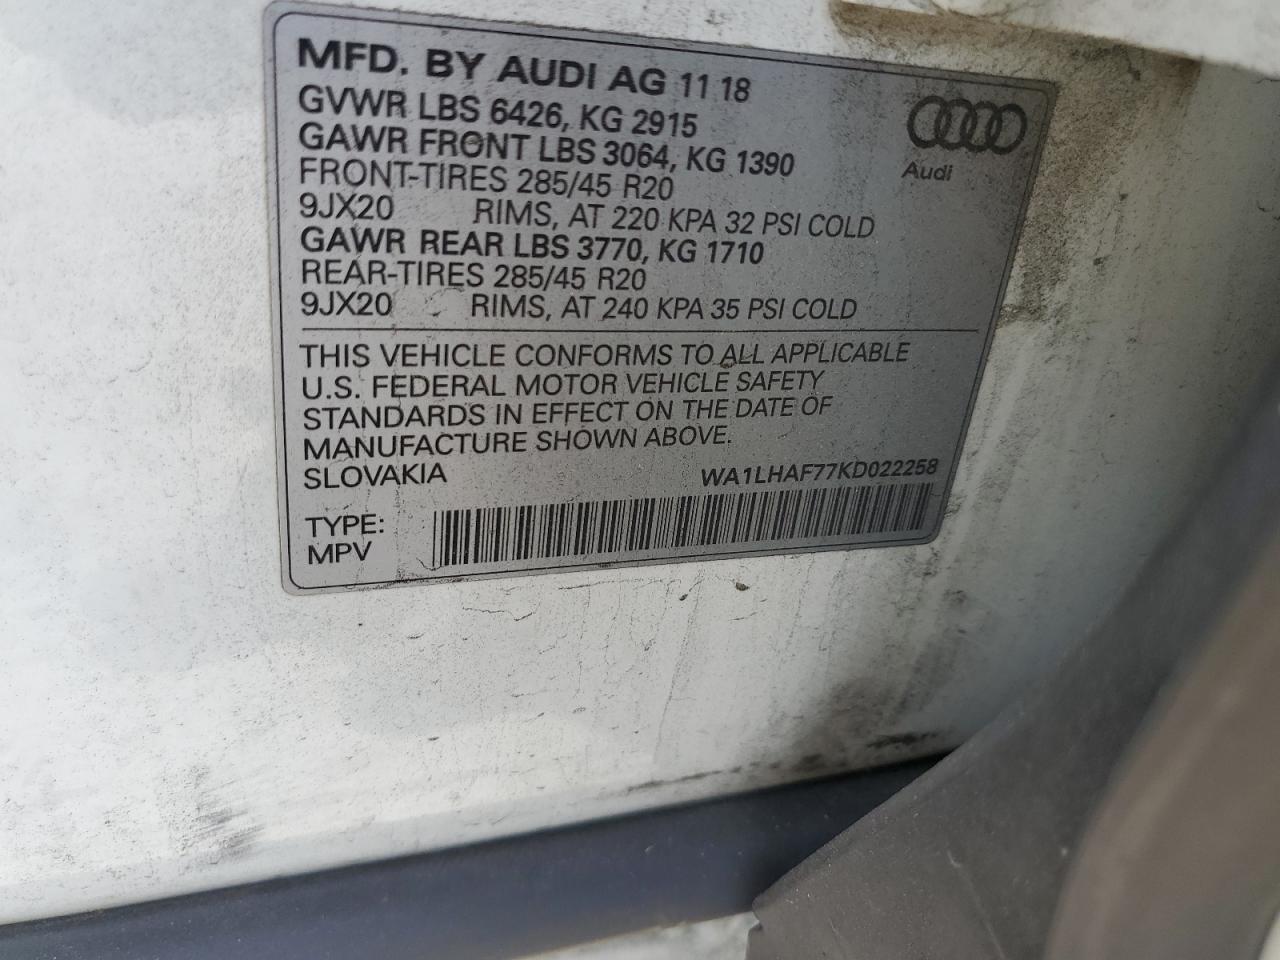 MFD. BY AUDI AG 11 18
GVWR LBS 6426, KG 2915
GAWR FRONT LBS 3064, KG 1390
FRONT-TIRES 285/45 R20
9JX20 RIMS, AT 220 KPA 32 PSI COLD
GAWR REAR LBS 3770, KG 1710
REAR-TIRES 285/45 R20
9JX20 RIMS, AT 240 KPA 35 PSI COLD
Audi
THIS VEHICLE CONFORMS TO ALL APPLICABLE
U.S. FEDERAL MOTOR VEHICLE SAFETY
STANDARDS IN EFFECT ON THE DATE OF
MANUFACTURE SHOWN ABOVE.
SLOVAKIA WA1LHAF77KD022258
TYPE:
MPV